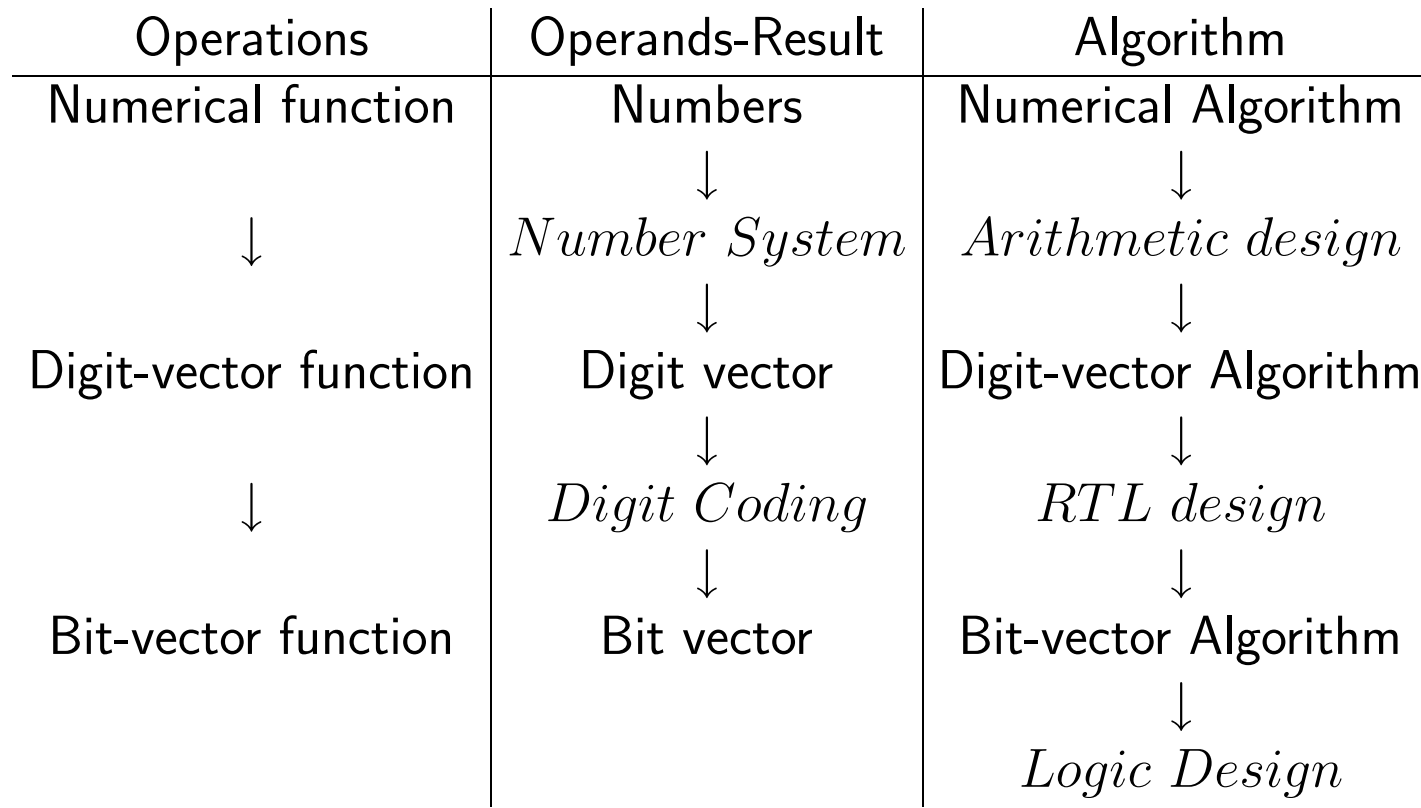 Operations Operands-Result Algorithm
Numerical function Numbers Numerical Algorithm
↓ ↓
↓ Number System Arithmetic design
↓ ↓
Digit-vector function Digit vector Digit-vector Algorithm
↓ ↓
↓ Digit Coding RTL design
↓ ↓
Bit-vector function Bit vector Bit-vector Algorithm
↓
Logic Design